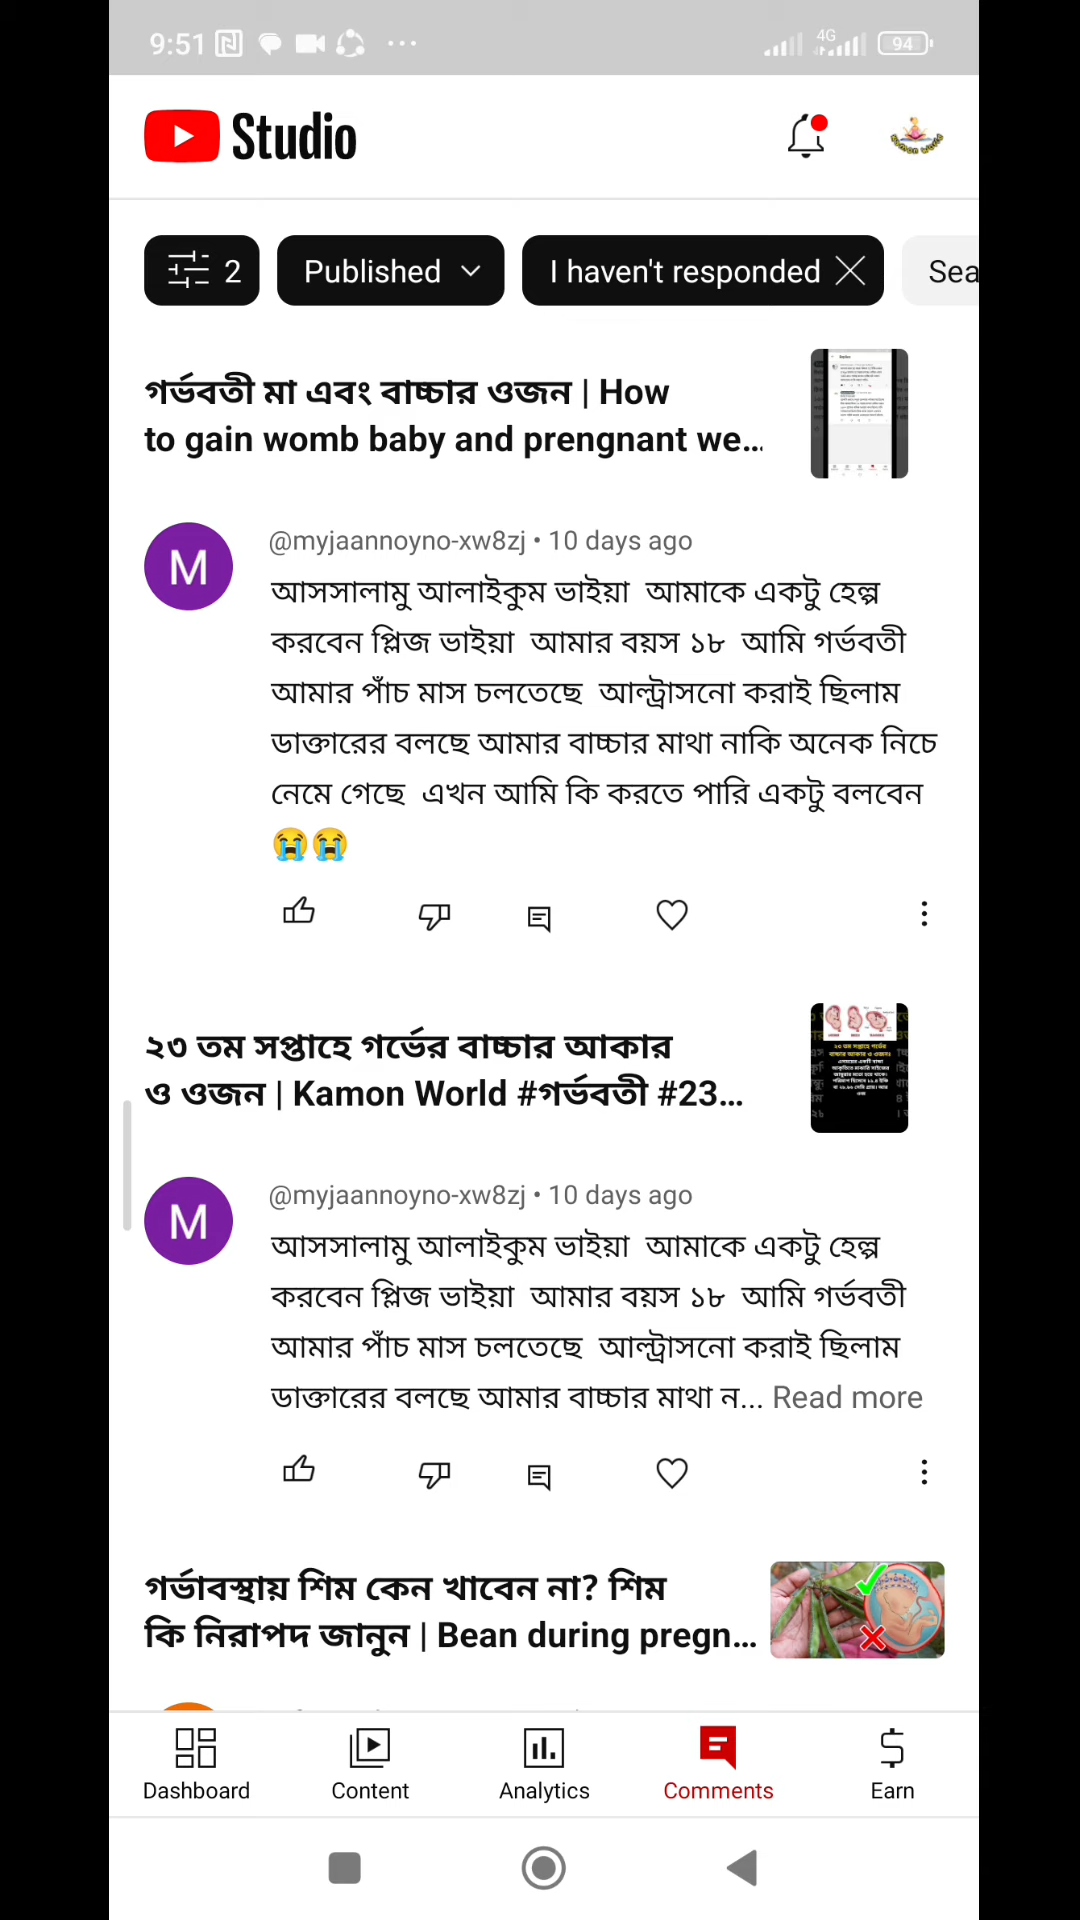 9:51
4G
94
Studio
2
Published
I haven't responded
Sea
গর্ভবতী মা এবং বাচ্চার ওজন | How
to gain womb baby and prengnant we...
M
@myjaannoyno-xw8zj • 10 days ago
আসসালামু আলাইকুম ভাইয়া আমাকে একটু হেল্প
করবেন প্লিজ ভাইয়া আমার বয়স ১৮ আমি গর্ভবতী
আমার পাঁচ মাস চলতেছে আল্ট্রাসনো করাই ছিলাম
ডাক্তারের বলছে আমার বাচ্চার মাথা নাকি অনেক নিচে
নেমে গেছে এখন আমি কি করতে পারি একটু বলবেন
😭😭
২৩ তম সপ্তাহে গর্ভের বাচ্চার আকার
ও ওজন | Kamon World #গর্ভবতী #23...
M
@myjaannoyno-xw8zj • 10 days ago
আসসালামু আলাইকুম ভাইয়া আমাকে একটু হেল্প
করবেন প্লিজ ভাইয়া আমার বয়স ১৮ আমি গর্ভবতী
আমার পাঁচ মাস চলতেছে আল্ট্রাসনো করাই ছিলাম
ডাক্তারের বলছে আমার বাচ্চার মাথা ন... Read more
গর্ভাবস্থায় শিম কেন খাবেন না? শিম
কি নিরাপদ জানুন | Bean during pregn...
Dashboard
Content
Analytics
Comments
Earn